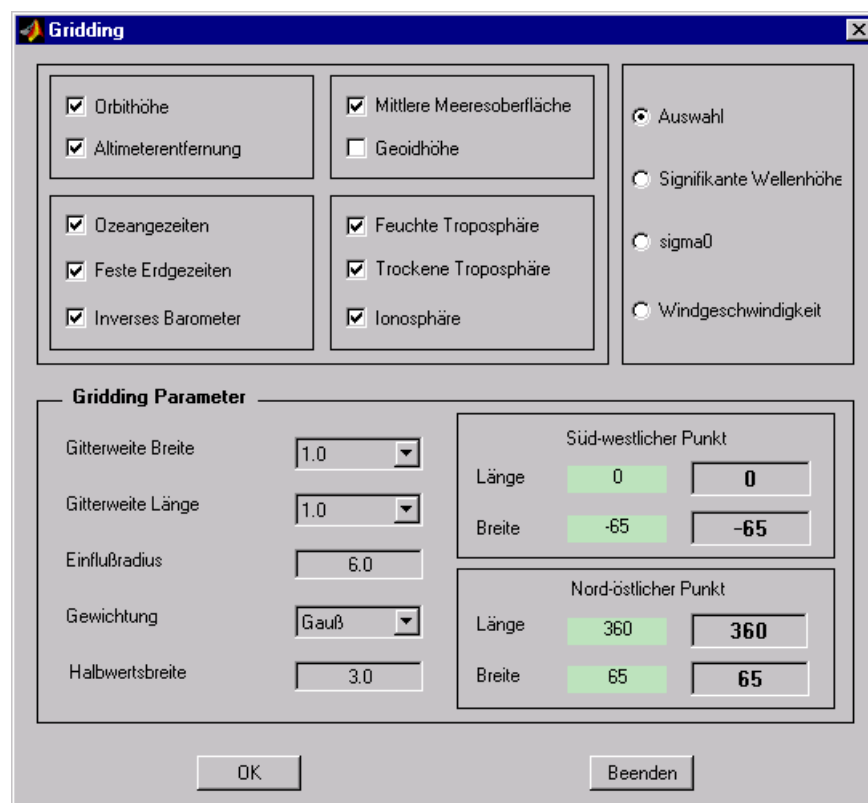 Gridding
Orbithöhe
Altimeterentfernung
Mittlere Meeresoberfläche
Geoidhöhe
Ozeangezeiten
Feste Erdgezeiten
Inverses Barometer
Feuchte Troposphäre
Trockene Troposphäre
Ionosphäre
Auswahl
Signifikante Wellenhöhe
sigma0
Windgeschwindigkeit
Gridding Parameter
Gitterweite Breite 1.0
Gitterweite Länge 1.0
Einflußradius 6.0
Gewichtung Gauß
Halbwertsbreite 3.0
Süd-westlicher Punkt
Länge 0 0
Breite -65 -65
Nord-östlicher Punkt
Länge 360 360
Breite 65 65
OK
Beenden